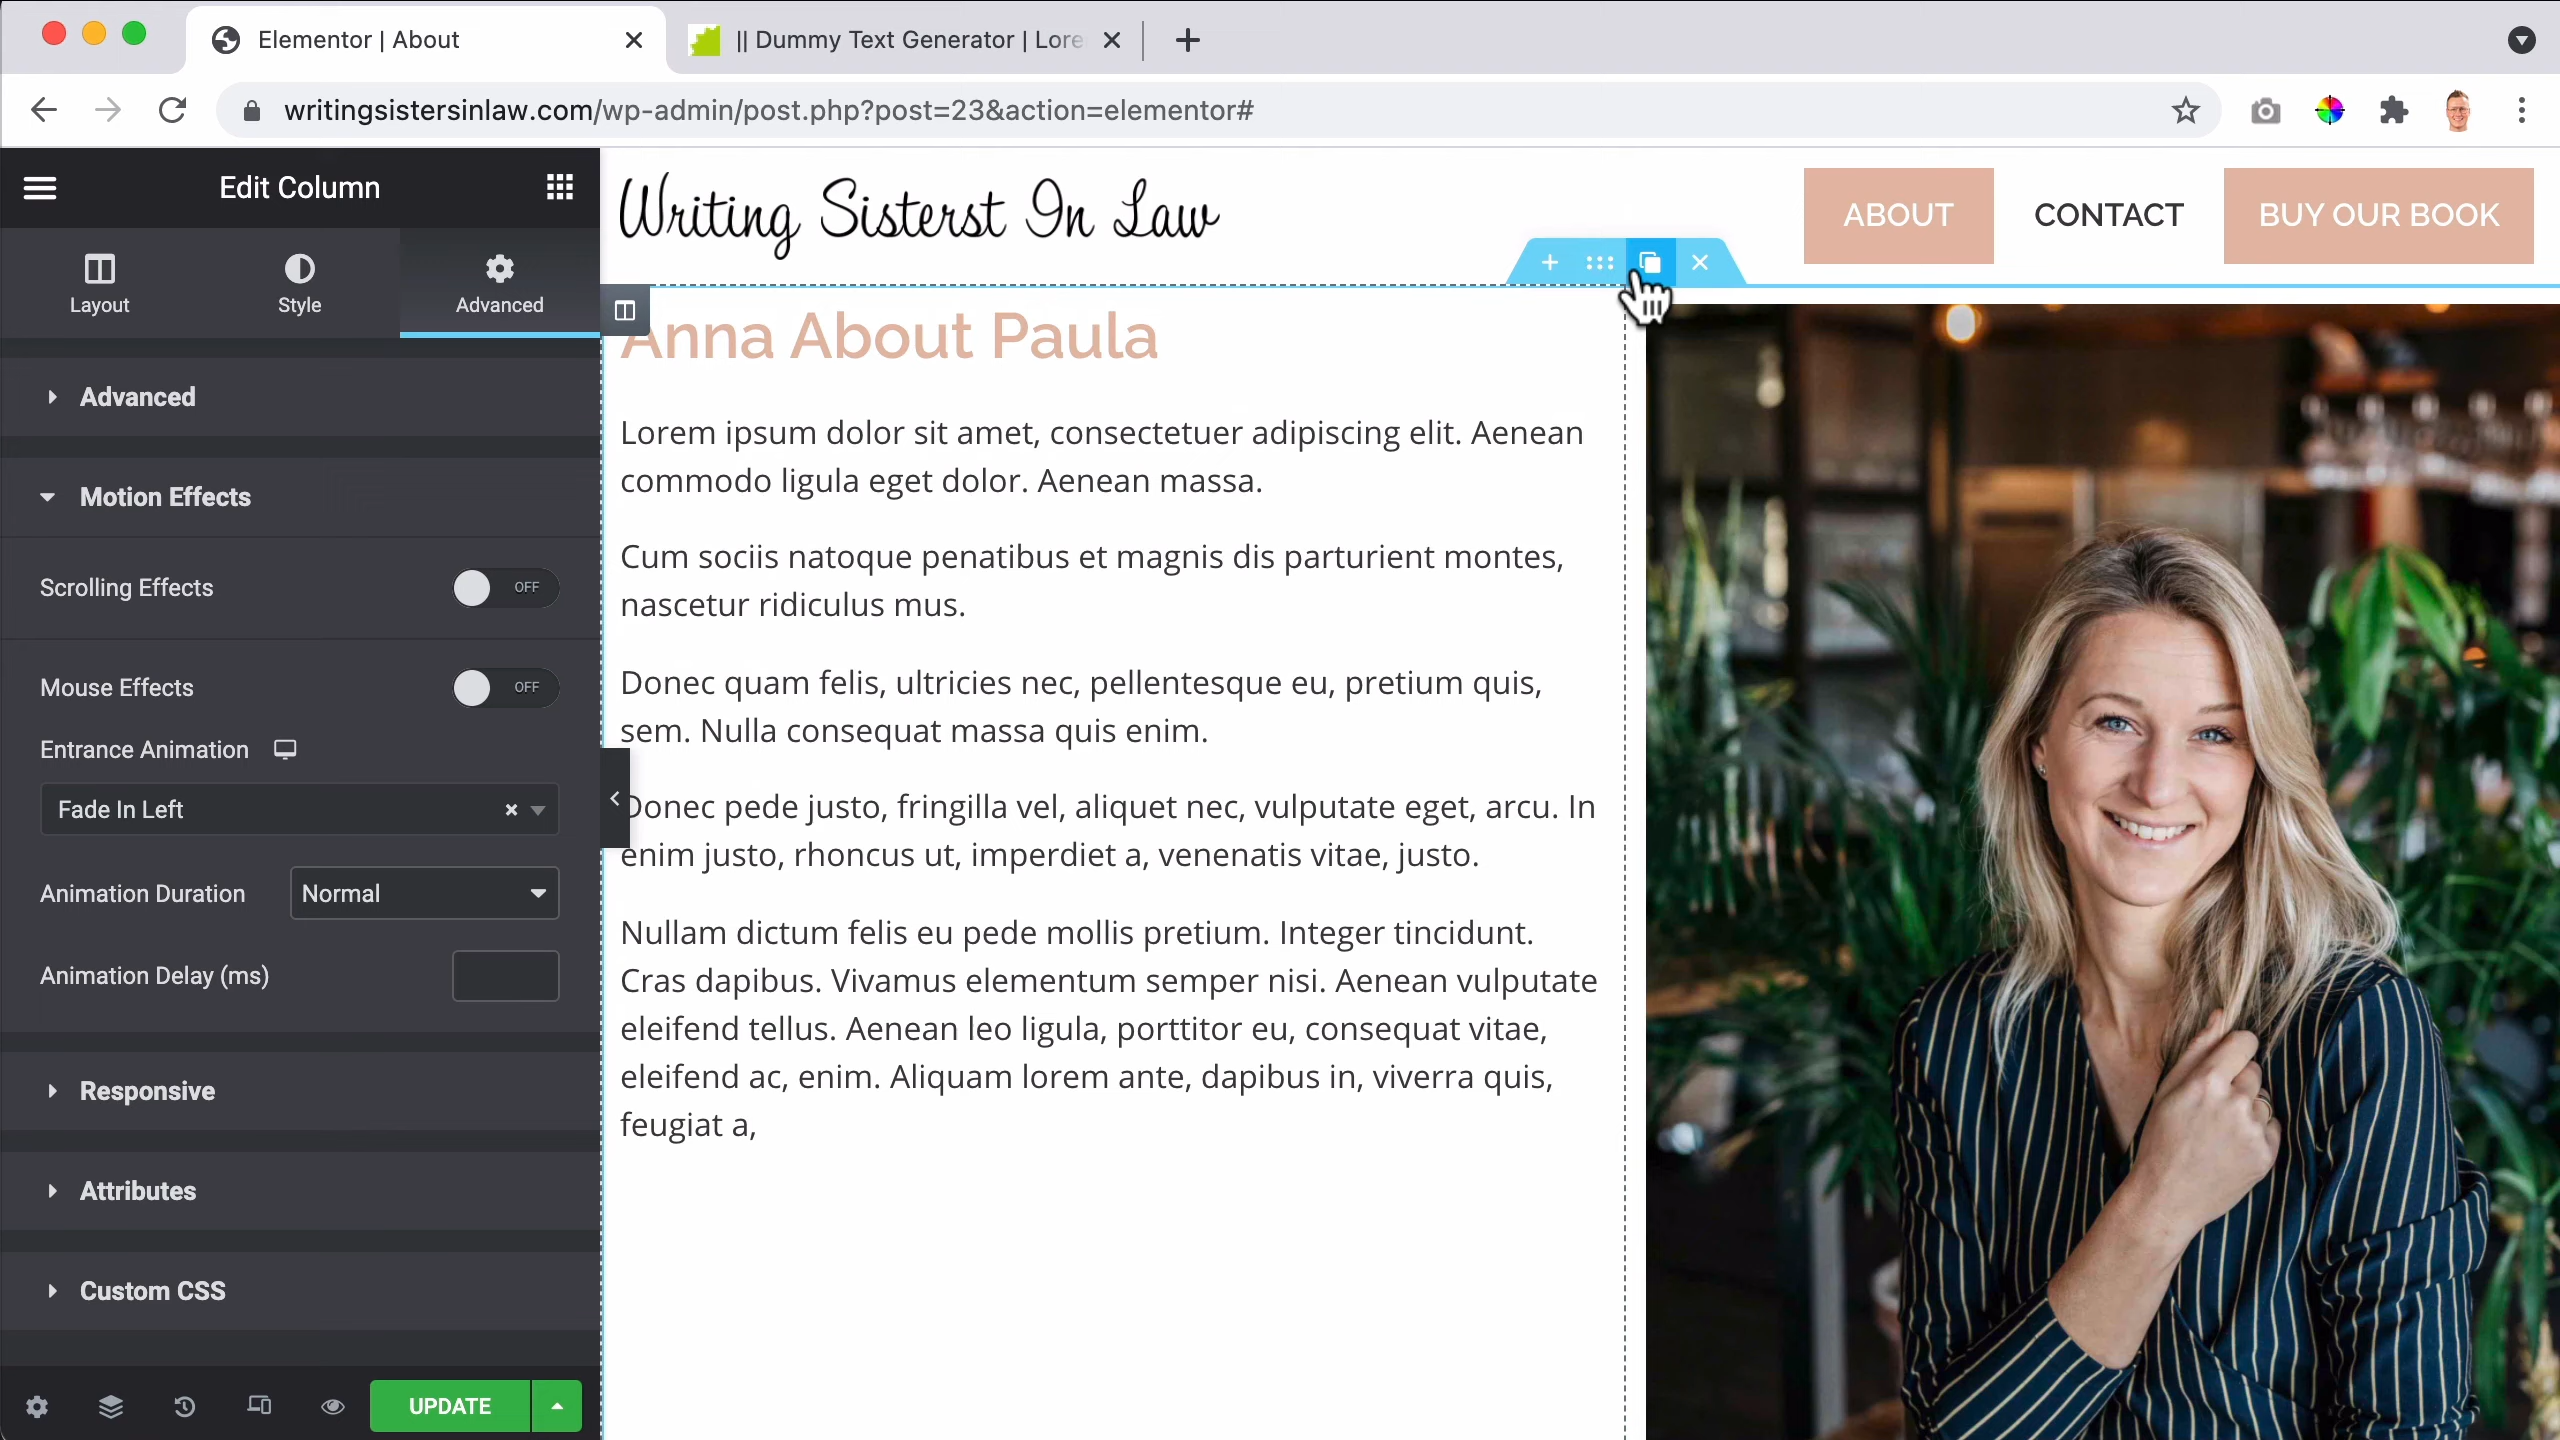 Elementor | About
|| Dummy Text Generator | Lore
writingsistersinlaw.com/wp-admin/post.php?post=23&action=elementor#
Edit Column
Layout
Style
Advanced
Advanced
Motion Effects
Scrolling Effects
OFF
Mouse Effects
OFF
Entrance Animation
Fade In Left
Animation Duration
Normal
Animation Delay (ms)
Responsive
Attributes
Custom CSS
UPDATE
Writing Sisterst In Law
ABOUT
CONTACT
BUY OUR BOOK
Anna About Paula
Lorem ipsum dolor sit amet, consectetuer adipiscing elit. Aenean
commodo ligula eget dolor. Aenean massa.
Cum sociis natoque penatibus et magnis dis parturient montes,
nascetur ridiculus mus.
Donec quam felis, ultricies nec, pellentesque eu, pretium quis,
sem. Nulla consequat massa quis enim.
Donec pede justo, fringilla vel, aliquet nec, vulputate eget, arcu. In
enim justo, rhoncus ut, imperdiet a, venenatis vitae, justo.
Nullam dictum felis eu pede mollis pretium. Integer tincidunt.
Cras dapibus. Vivamus elementum semper nisi. Aenean vulputate
eleifend tellus. Aenean leo ligula, porttitor eu, consequat vitae,
eleifend ac, enim. Aliquam lorem ante, dapibus in, viverra quis,
feugiat a,